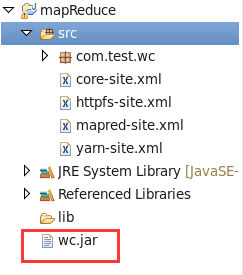 mapReduce
src
com.test.wc
core-site.xml
httpfs-site.xml
mapred-site.xml
yarn-site.xml
JRE System Library [JavaSE-
Referenced Libraries
lib
wc.jar